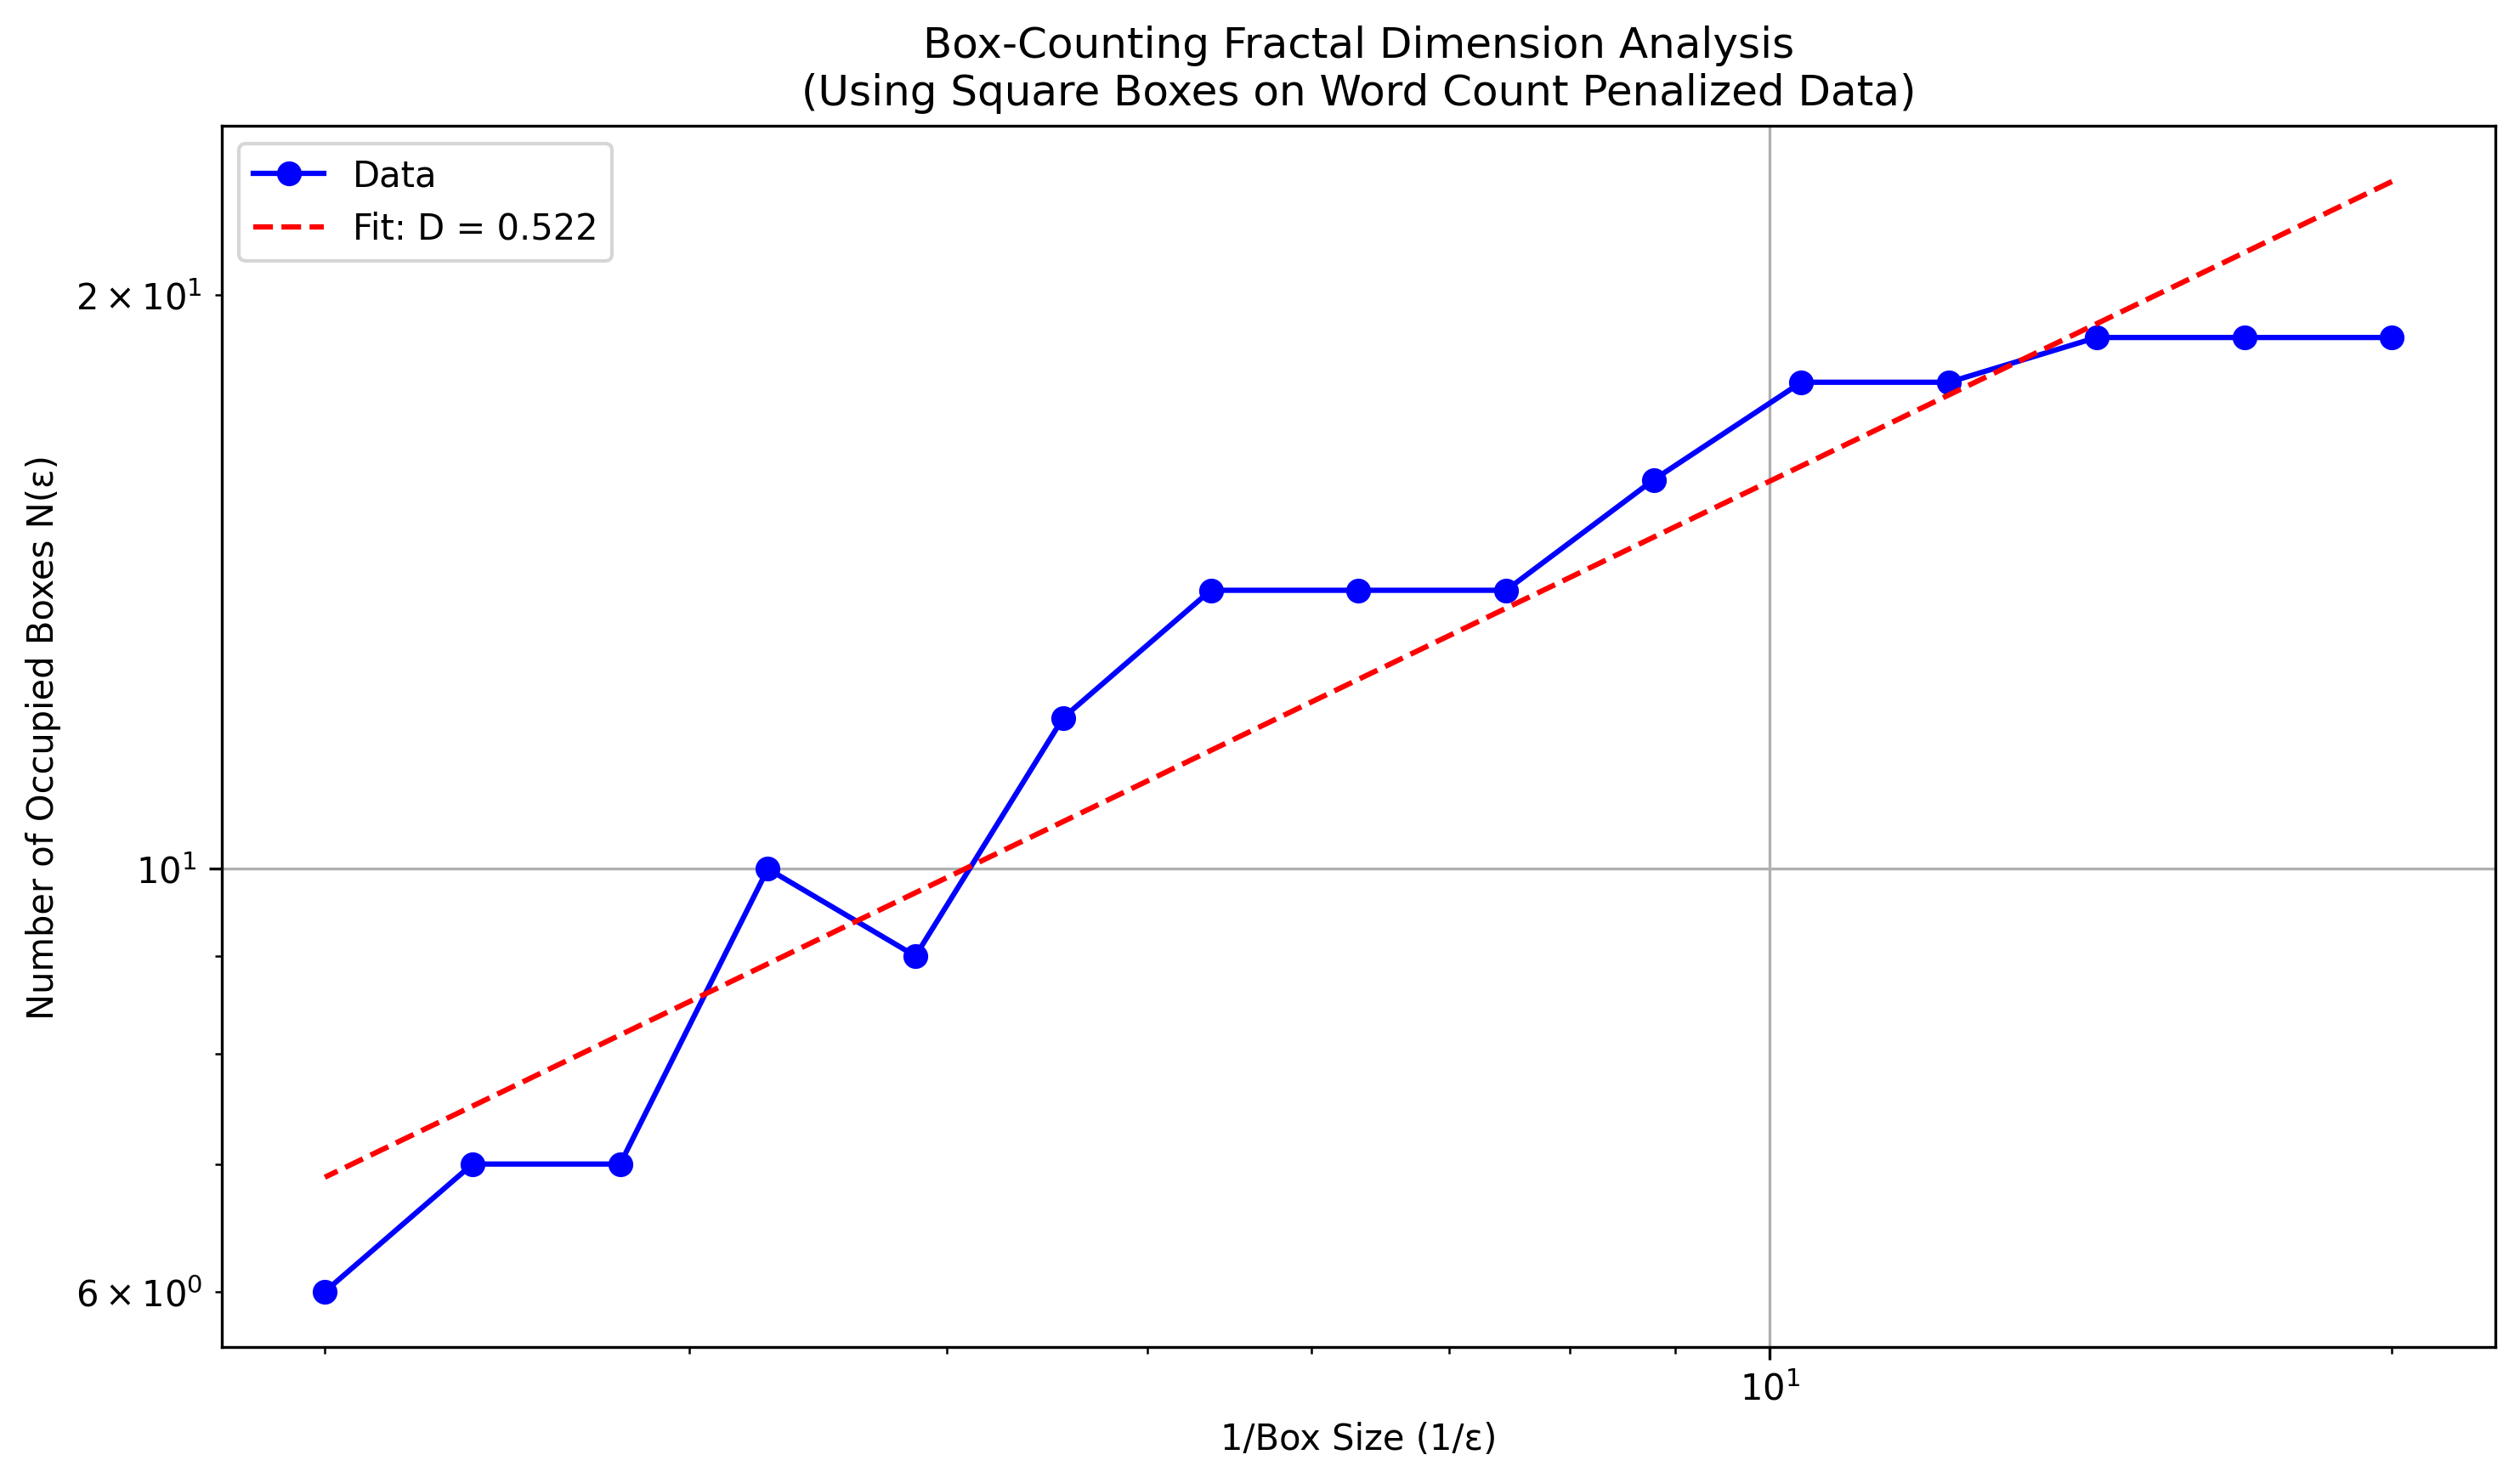 Box-Counting Fractal Dimension Analysis
(Using Square Boxes on Word Count Penalized Data)
Data
Fit: D = 0.522
2 × 10¹
10¹
6 × 10⁰
Number of Occupied Boxes N(ε)
10¹
1/Box Size (1/ε)